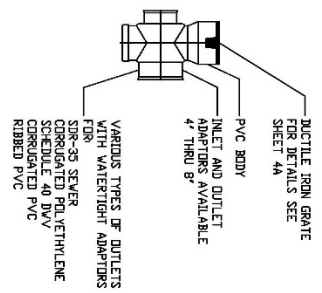 DUCTILE IRON GRATE
FOR DETAILS SEE
SHEET 4A
PVC BODY
INLET AND OUTLET
ADAPTORS AVAILABLE
4" THRU 8"
VARIOUS TYPES OF OUTLETS
WITH WATERTIGHT ADAPTORS
FOR:
SDR-35 SEWER
CORRUGATED POLYETHYLENE
SCHEDULE 40 DWV
CORRUGATED PVC
RIBBED PVC